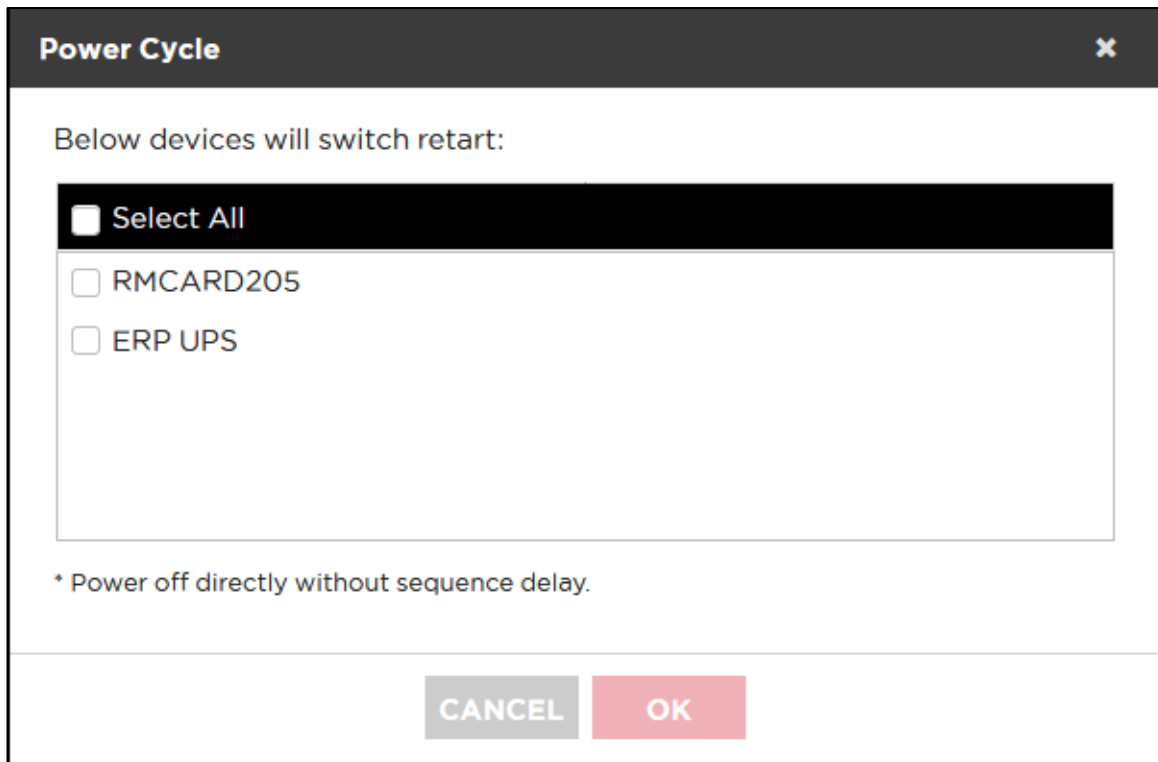 Power Cycle
Below devices will switch retart:
Select All
RMCARD205
ERP UPS
* Power off directly without sequence delay.
CANCEL OK